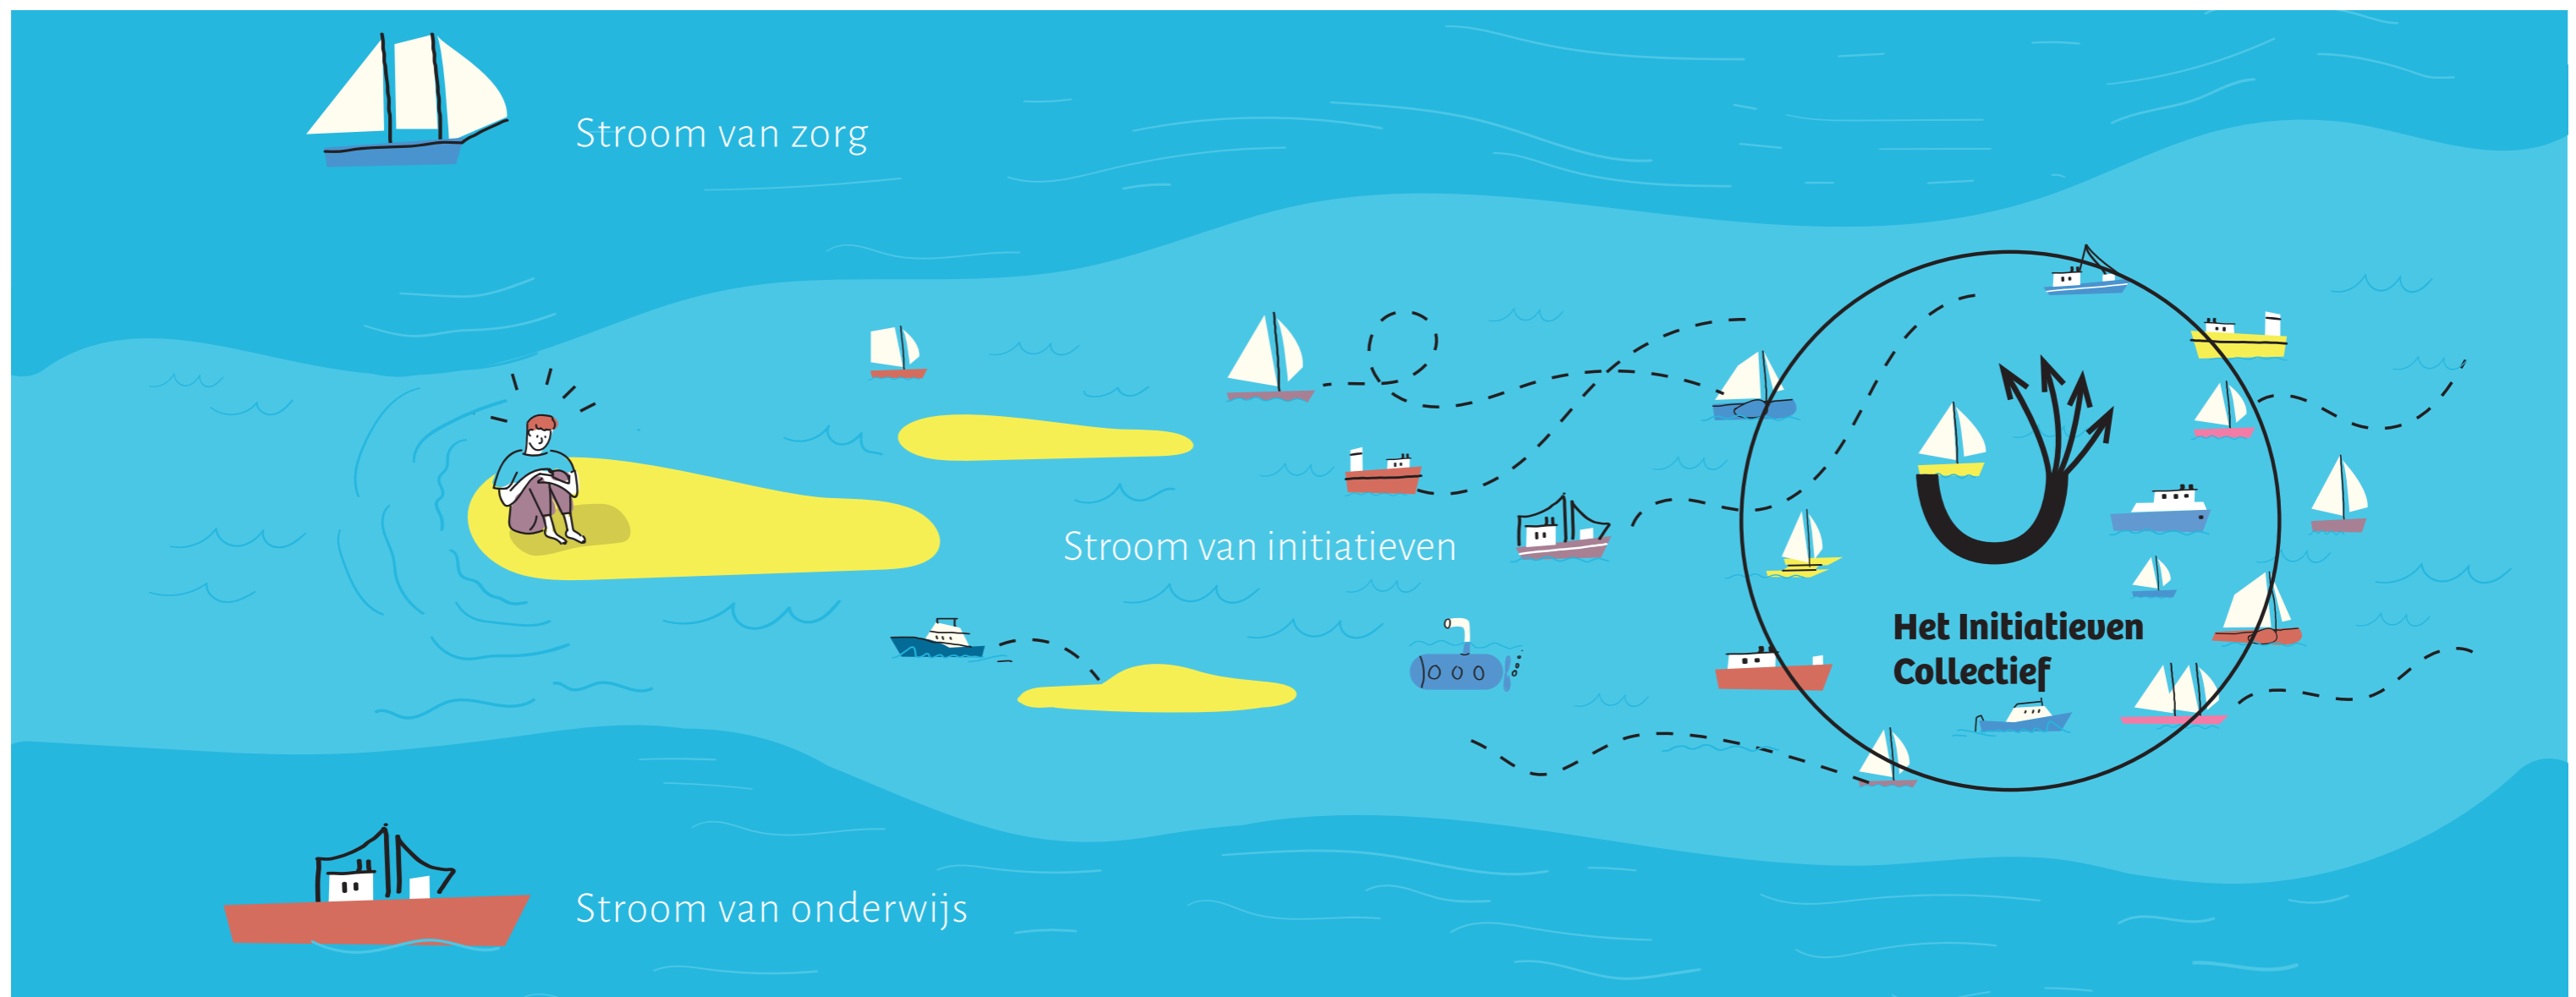 Stroom van zorg
Stroom van initiatieven
Het Initiatieven
Collectief
Stroom van onderwijs